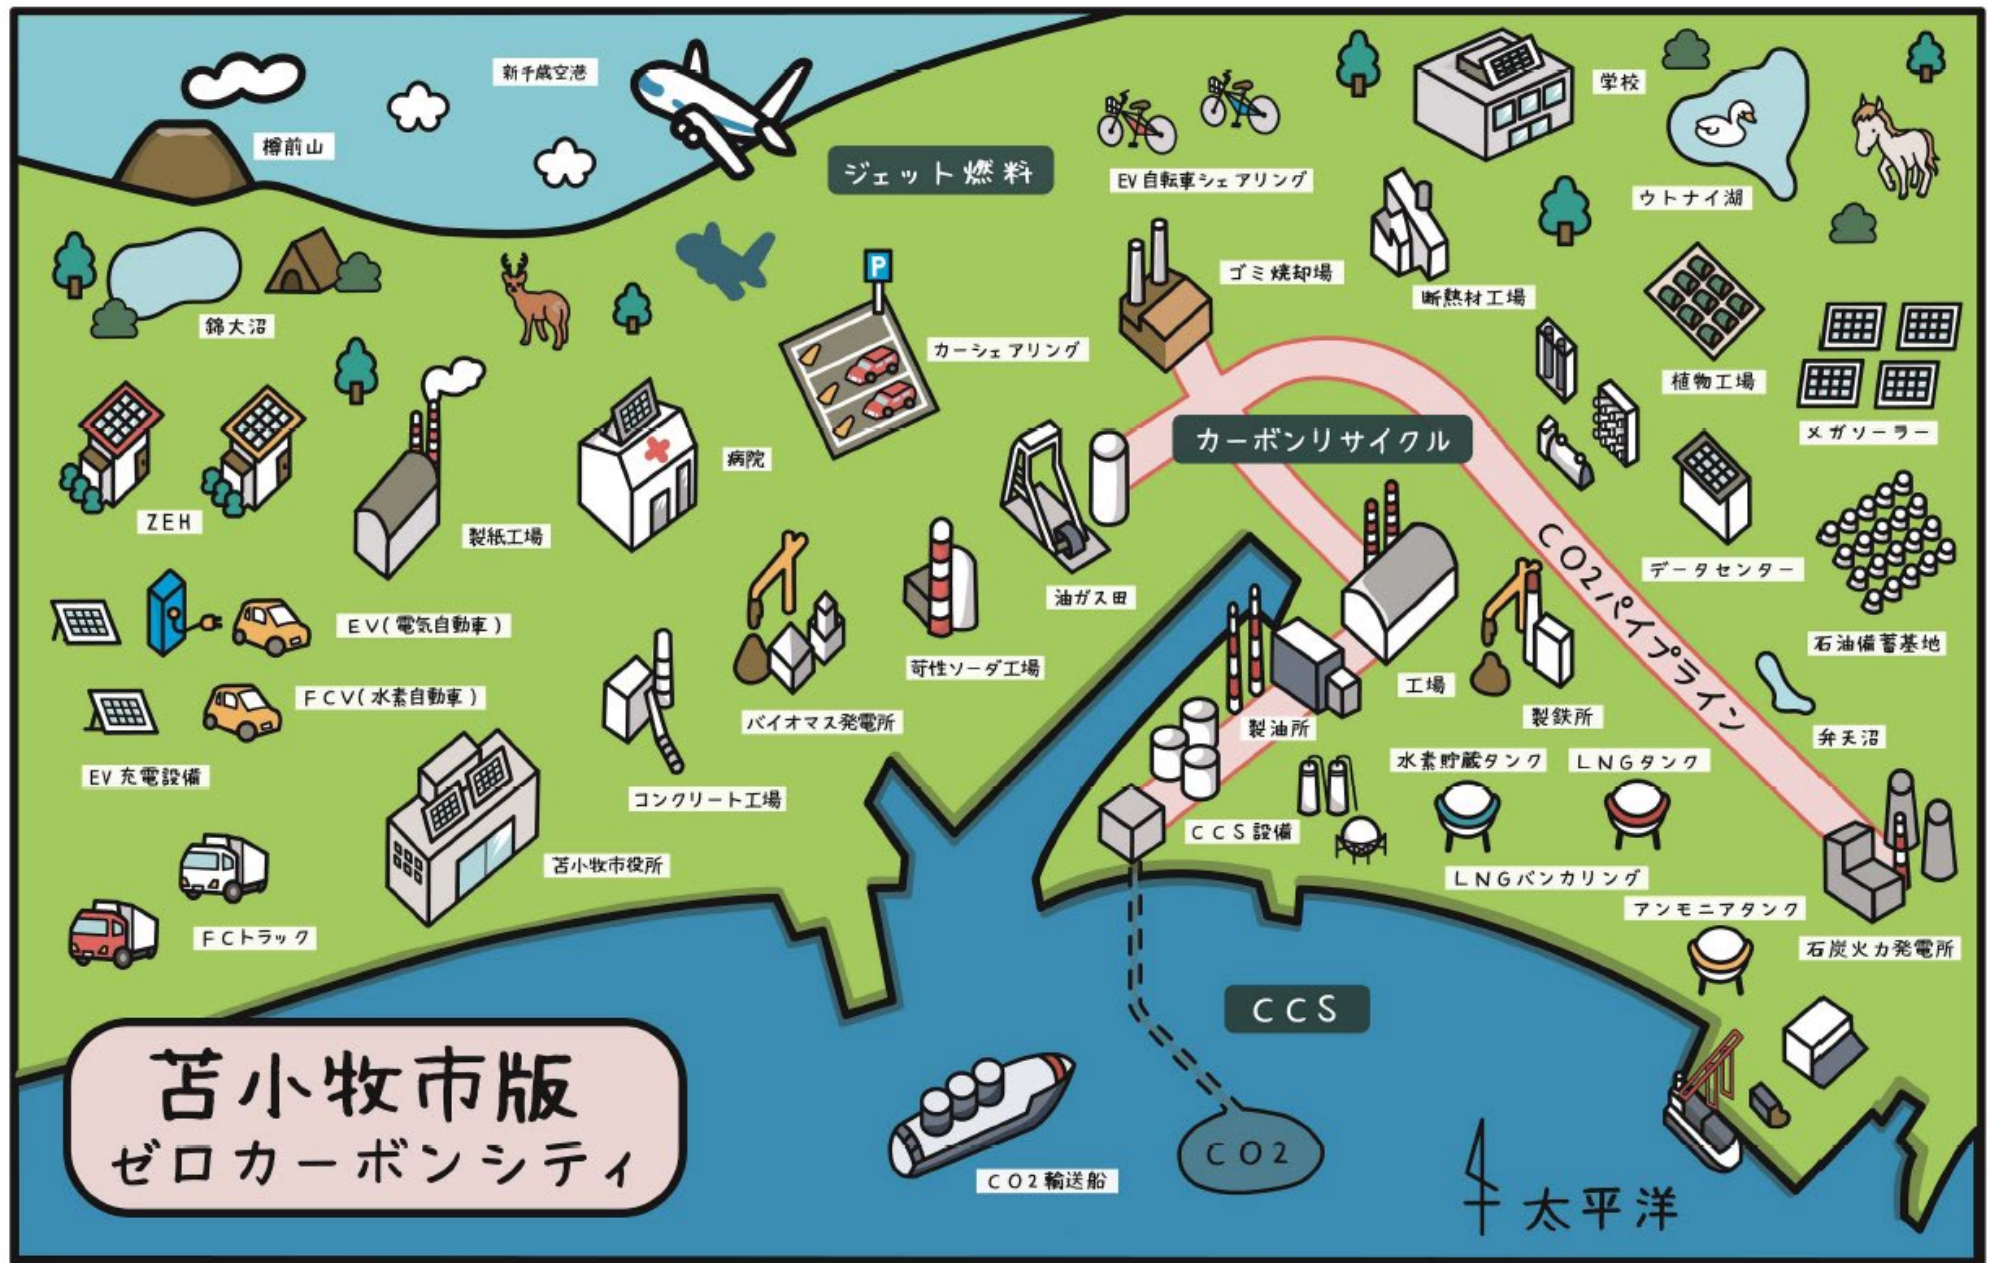 新千歳空港
樽前山
ジェット燃料
EV自転車シェアリング
学校
ウトナイ湖
錦大沼
カーシェアリング
ゴミ焼却場
断熱材工場
植物工場
メガソーラー
カーボンリサイクル
ZEH
製紙工場
病院
油ガス田
CO2パイプライン
データセンター
石油備蓄基地
EV(電気自動車)
FCV(水素自動車)
苛性ソーダ工場
バイオマス発電所
工場
製鉄所
製油所
弁天沼
EV充電設備
コンクリート工場
水素貯蔵タンク
LNGタンク
CCS設備
苫小牧市役所
LNGバンカリング
アンモニアタンク
FCトラック
石炭火力発電所
CCS
苫小牧市版
ゼロカーボンシティ
CO2輸送船
CO2
太平洋
P